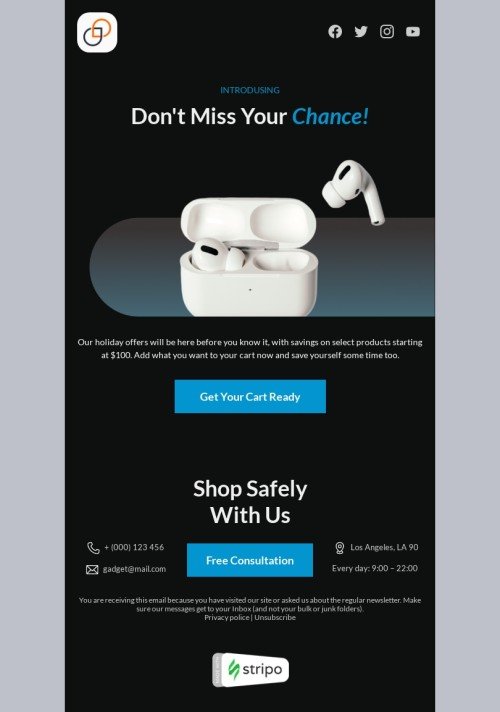 INTRODUSING
Don't Miss Your Chance!
Our holiday offers will be here before you know it, with savings on select products starting
at $100. Add what you want to your cart now and save yourself some time too.
Get Your Cart Ready
Shop Safely
With Us
+ (000) 123 456
gadget@mail.com
Free Consultation
Los Angeles, LA 90
Every day: 9:00 – 22:00
You are receiving this email because you have visited our site or asked us about the regular newsletter. Make
sure our messages get to your Inbox (and not your bulk or junk folders).
Privacy police | Unsubscribe
stripo